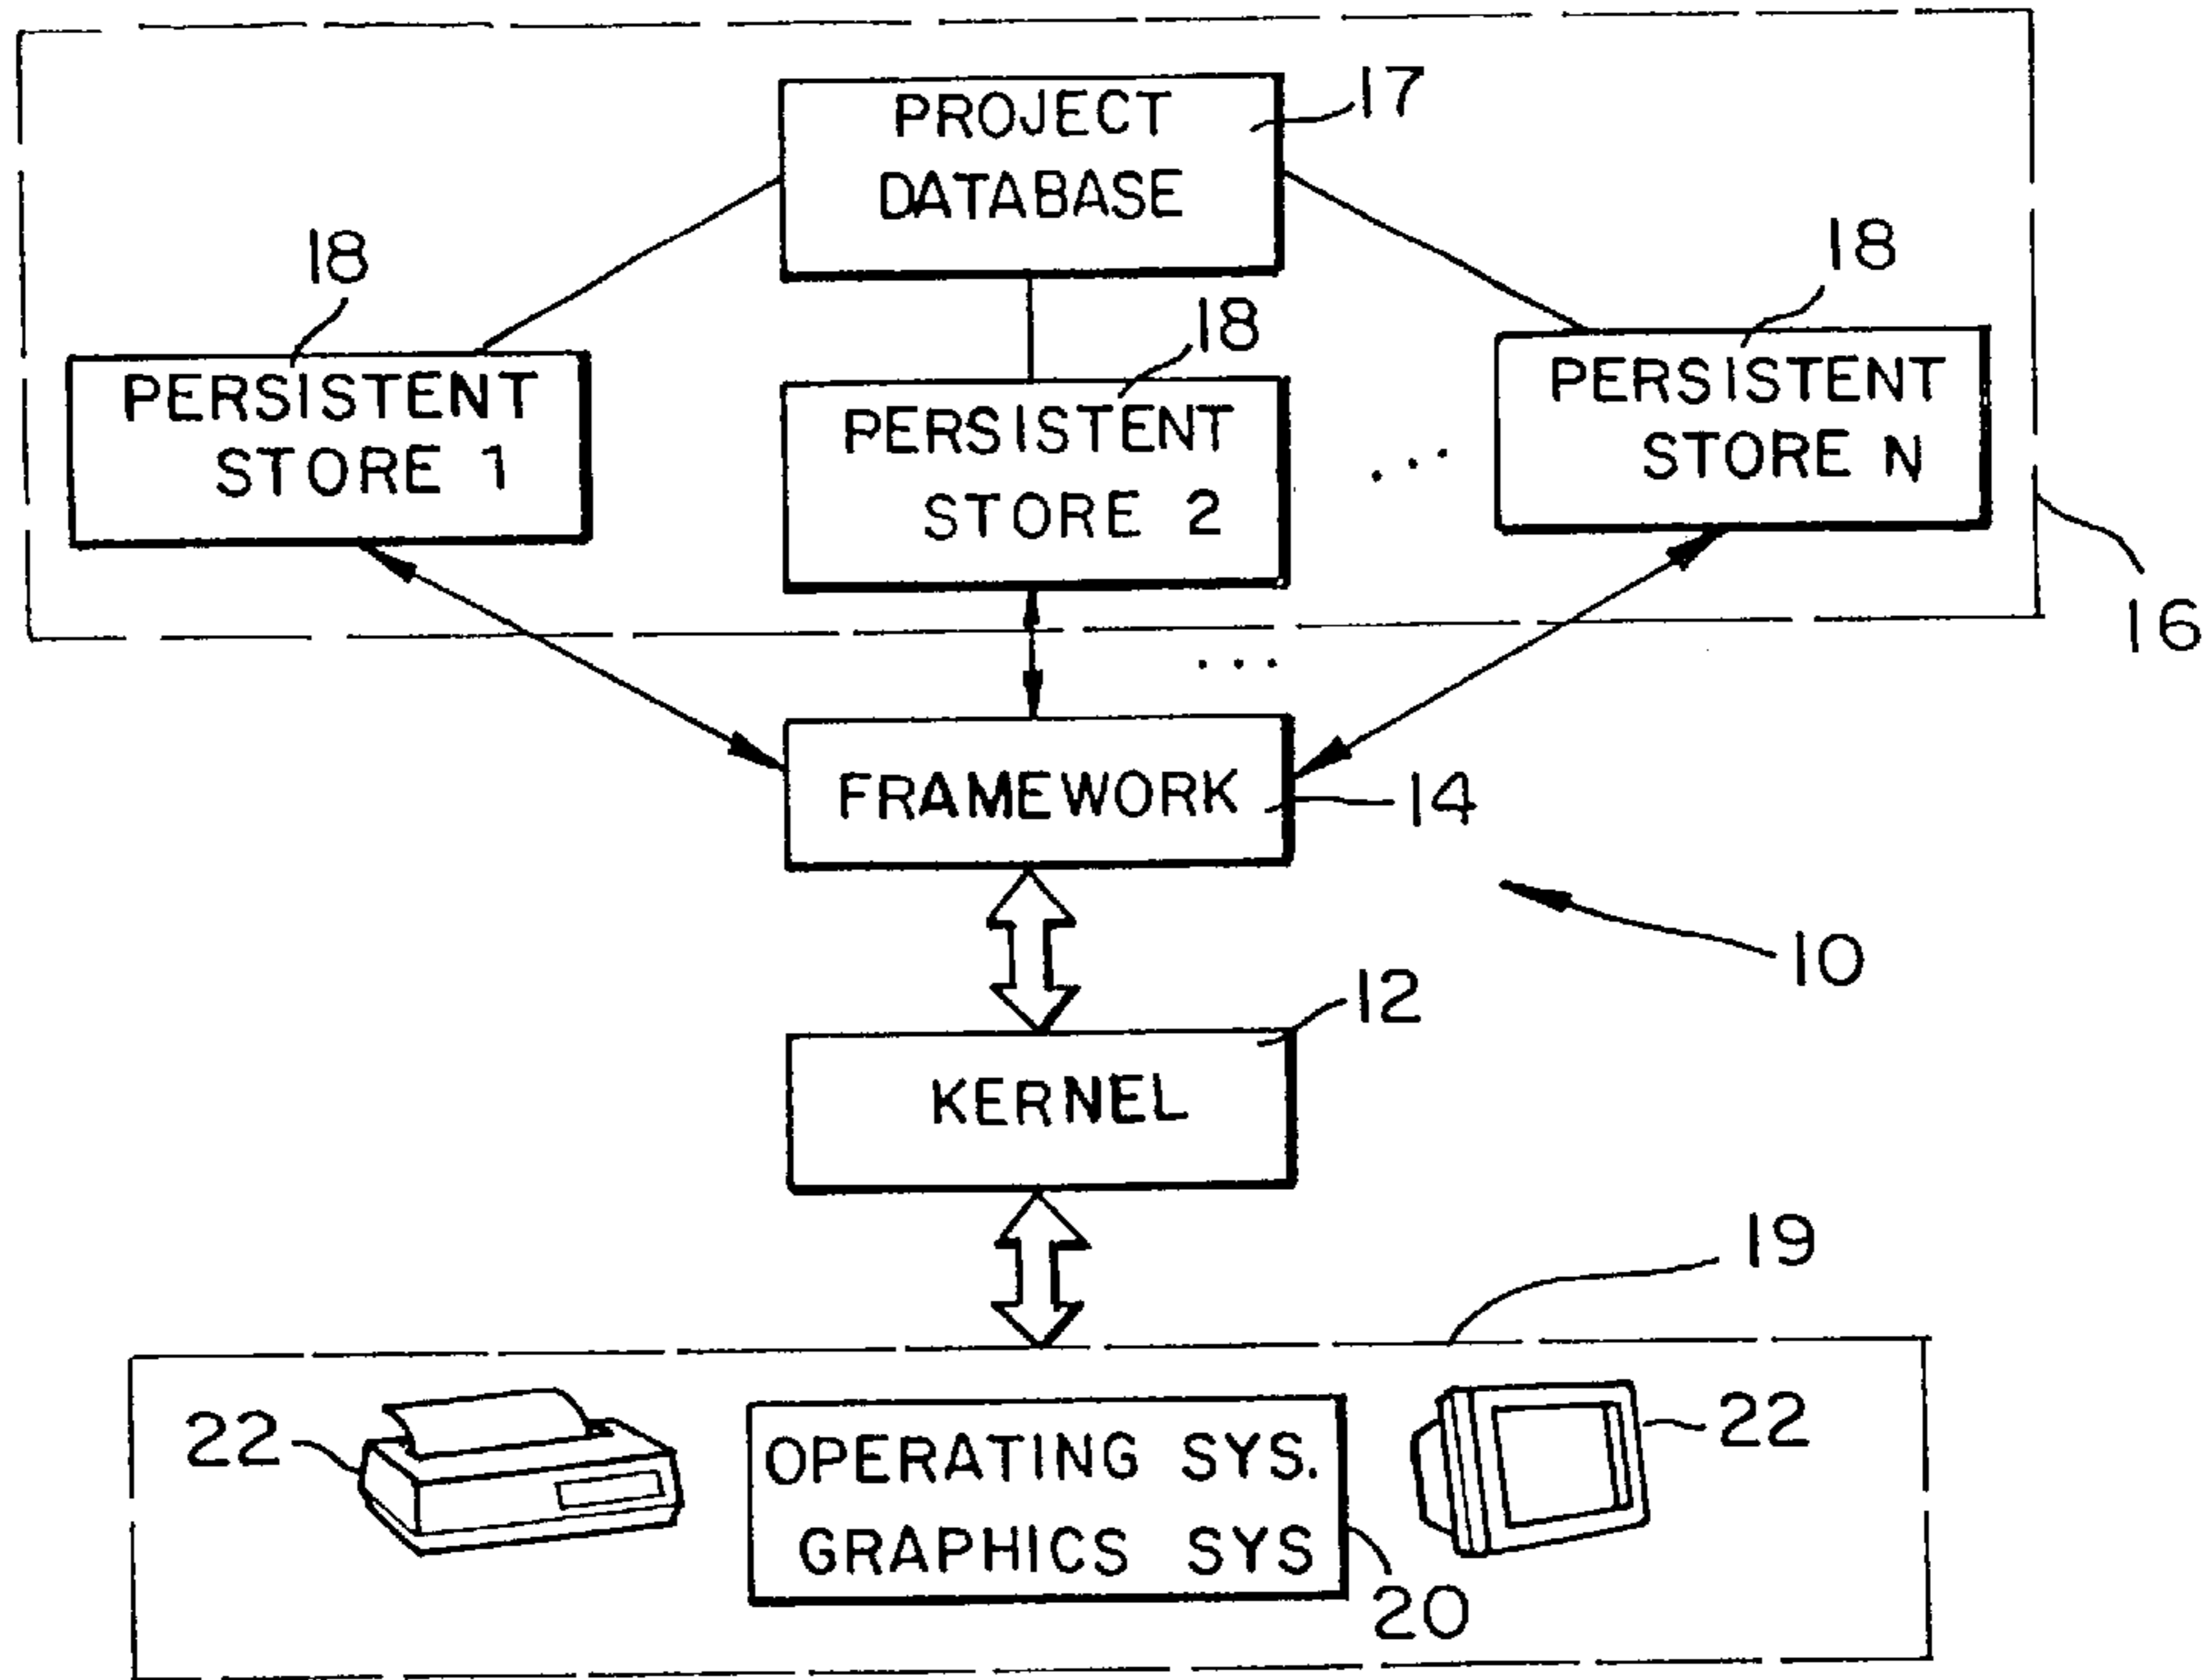 PROJECT
DATABASE
17
18
PERSISTENT
STORE 1
18
PERSISTENT
STORE 2
...
18
PERSISTENT
STORE N
16
...
FRAMEWORK
14
10
12
KERNEL
19
22
OPERATING SYS.
GRAPHICS SYS
20
22